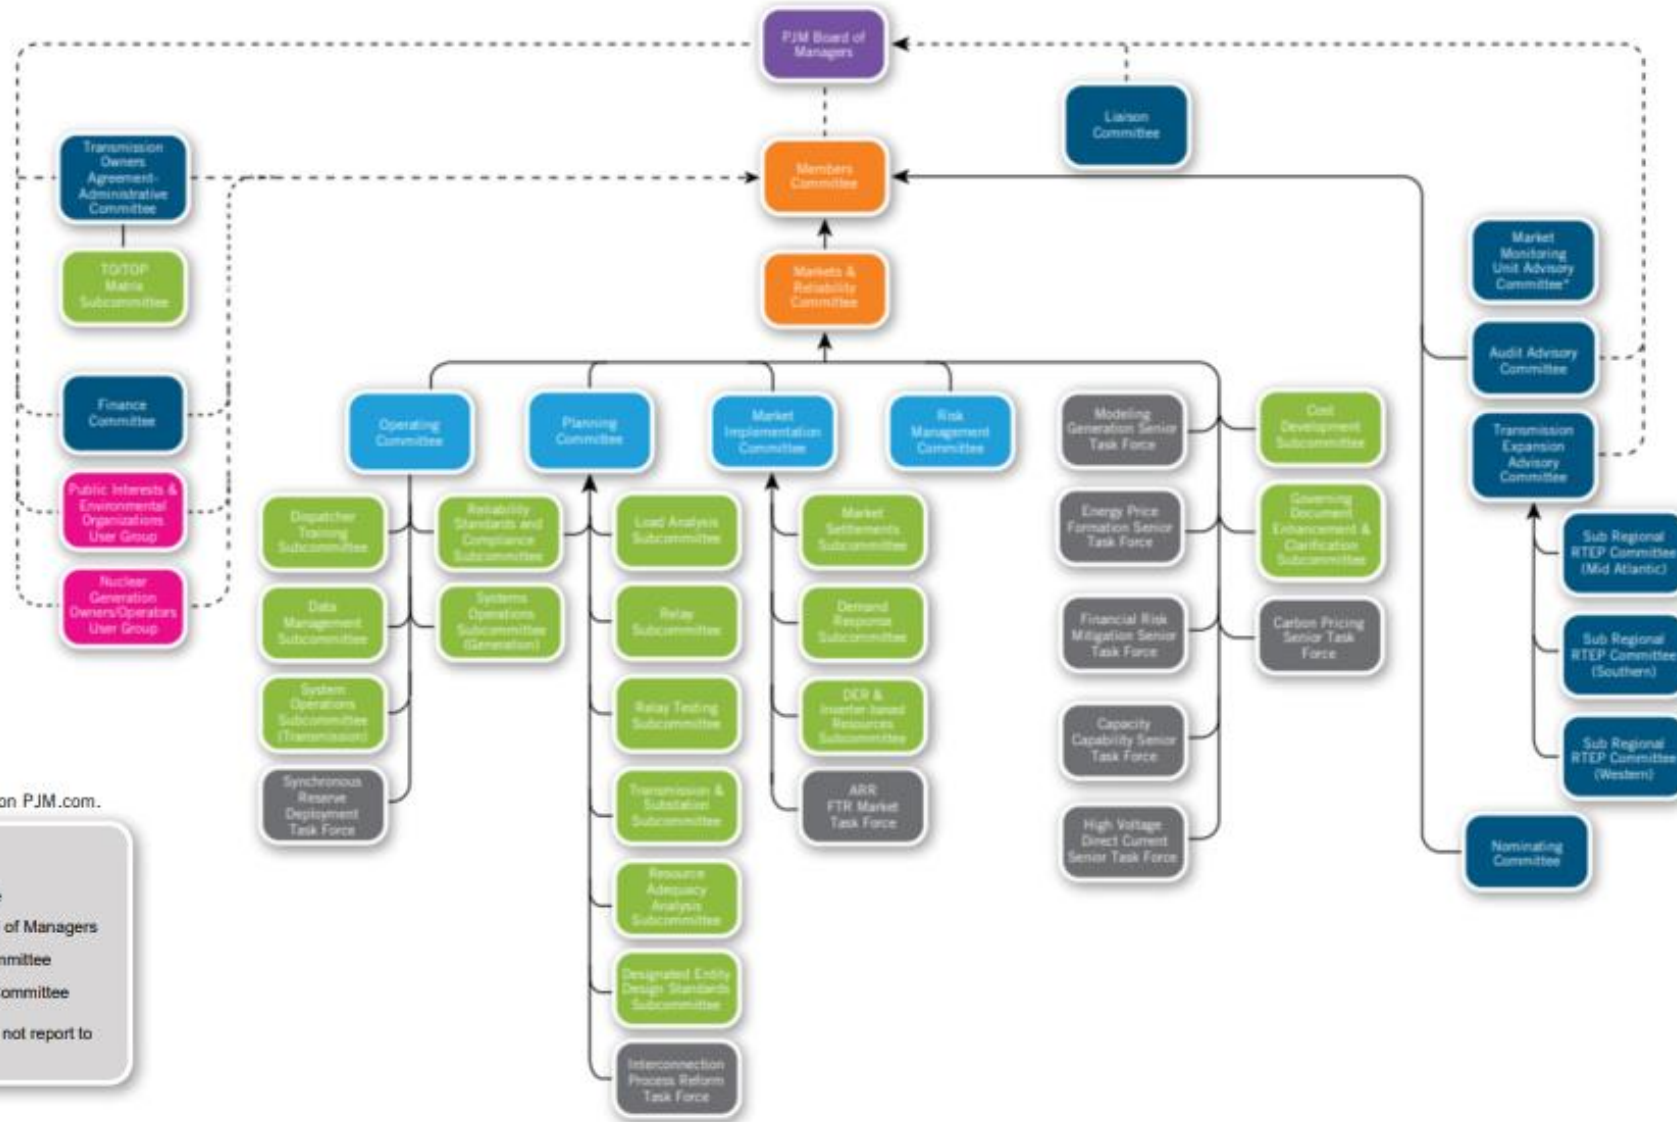 PJM Board of
Managers
Liaison
Committee
Transmission
Owners
Agreement-
Administrative
Committee
Members
Committee
TO/TOP
Matrix
Subcommittee
Markets &
Reliability
Committee
Market
Monitoring
Unit Advisory
Committee*
Audit Advisory
Committee
Finance
Committee
Operating
Committee
Planning
Committee
Market
Implementation
Committee
Risk
Management
Committee
Modeling
Generation Senior
Task Force
Cost
Development
Subcommittee
Transmission
Expansion
Advisory
Committee
Public Interests &
Environmental
Organizations
User Group
Dispatcher
Training
Subcommittee
Reliability
Standards and
Compliance
Subcommittee
Load Analysis
Subcommittee
Market
Settlements
Subcommittee
Energy Price
Formation Senior
Task Force
Governing
Document
Enhancement &
Clarification
Subcommittee
Sub Regional
RTEP Committee
(Mid Atlantic)
Nuclear
Generation
Owners/Operators
User Group
Data
Management
Subcommittee
Systems
Operations
Subcommittee
(Generation)
Relay
Subcommittee
Demand
Response
Subcommittee
Financial Risk
Mitigation Senior
Task Force
Carbon Pricing
Senior Task
Force
Sub Regional
RTEP Committee
(Southern)
System
Operations
Subcommittee
(Transmission)
Relay Testing
Subcommittee
DER &
Inverter-based
Resources
Subcommittee
Capacity
Capability Senior
Task Force
Sub Regional
RTEP Committee
(Western)
Synchronous
Reserve
Deployment
Task Force
Transmission &
Substation
Subcommittee
ARR
FTR Market
Task Force
High Voltage
Direct Current
Senior Task Force
Nominating
Committee
Resource
Adequacy
Analysis
Subcommittee
Designated Entity
Design Standards
Subcommittee
Interconnection
Process Reform
Task Force
on PJM.com.
of Managers
mmittee
ommittee
not report to